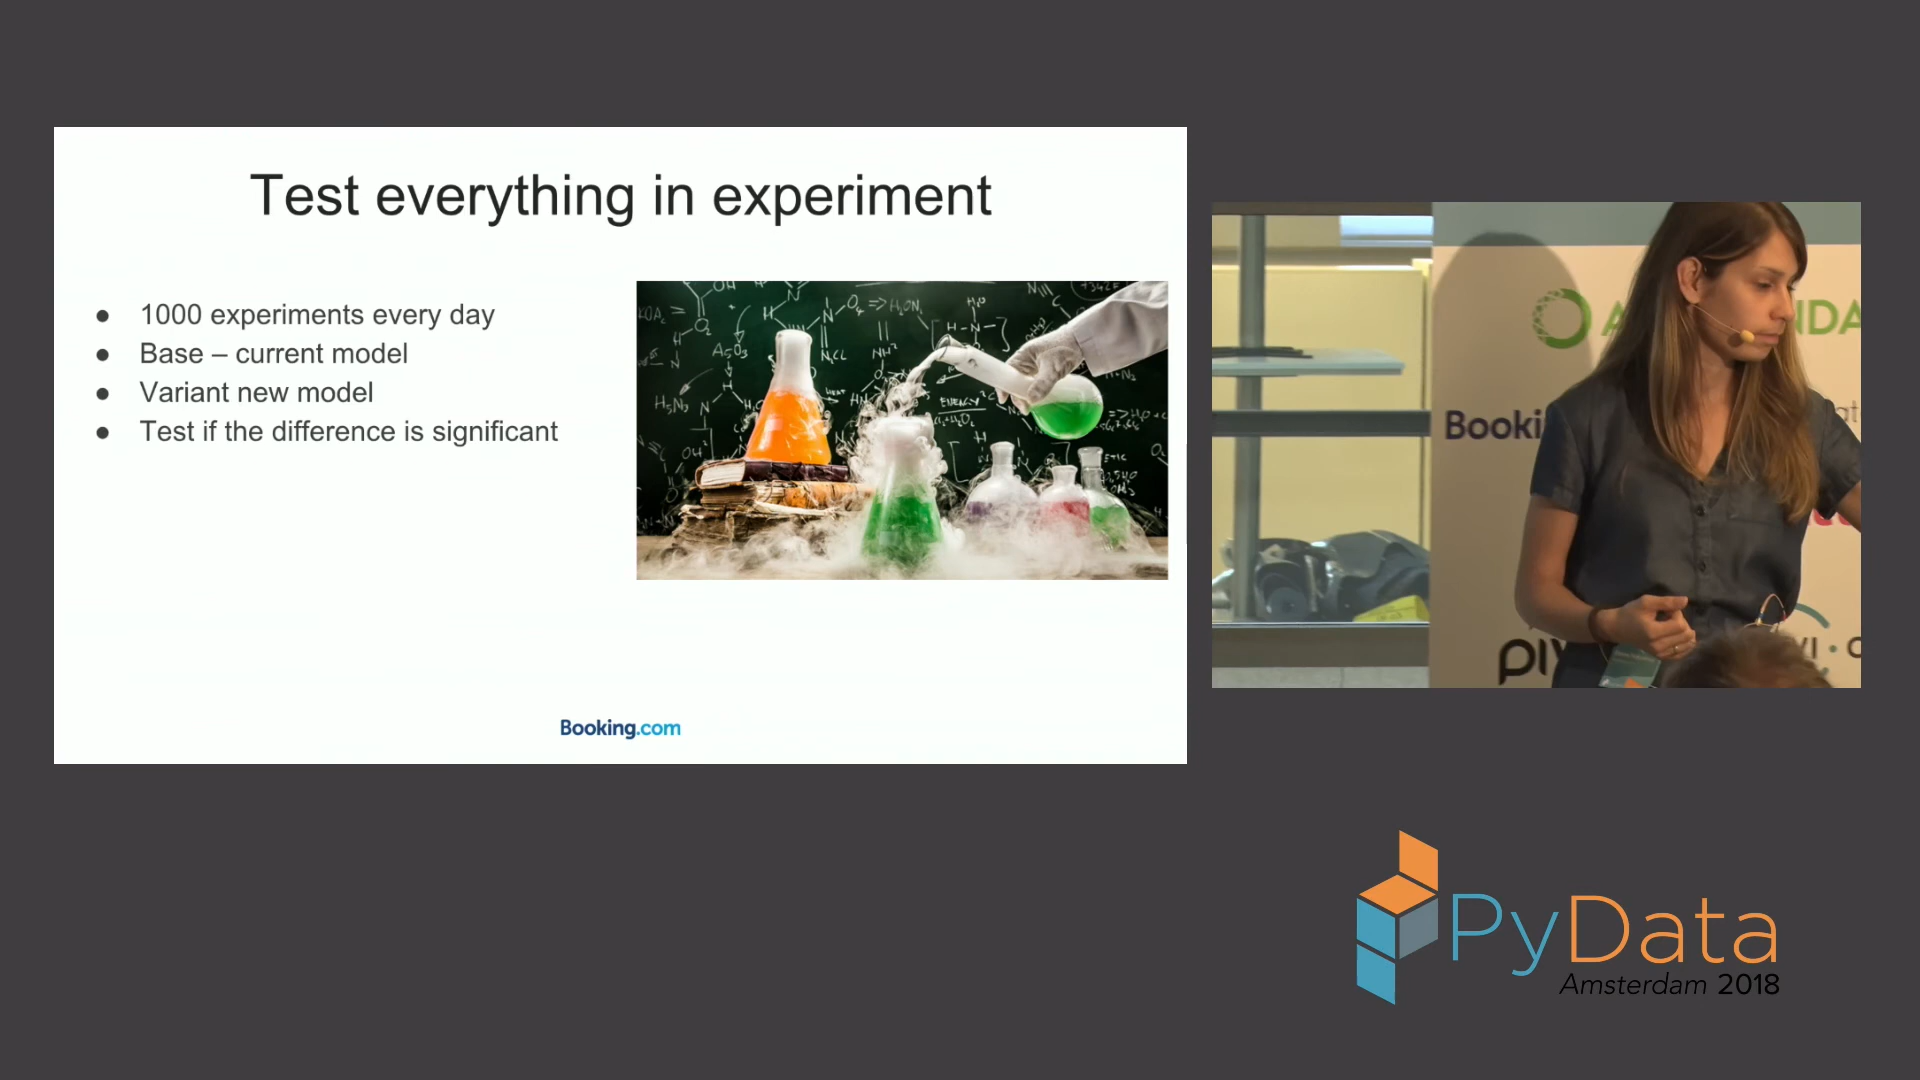 Test everything in experiment
● 1000 experiments every day
● Base – current model
● Variant new model
● Test if the difference is significant
ENERGY
Booking.com
Booki
PyData
Amsterdam 2018